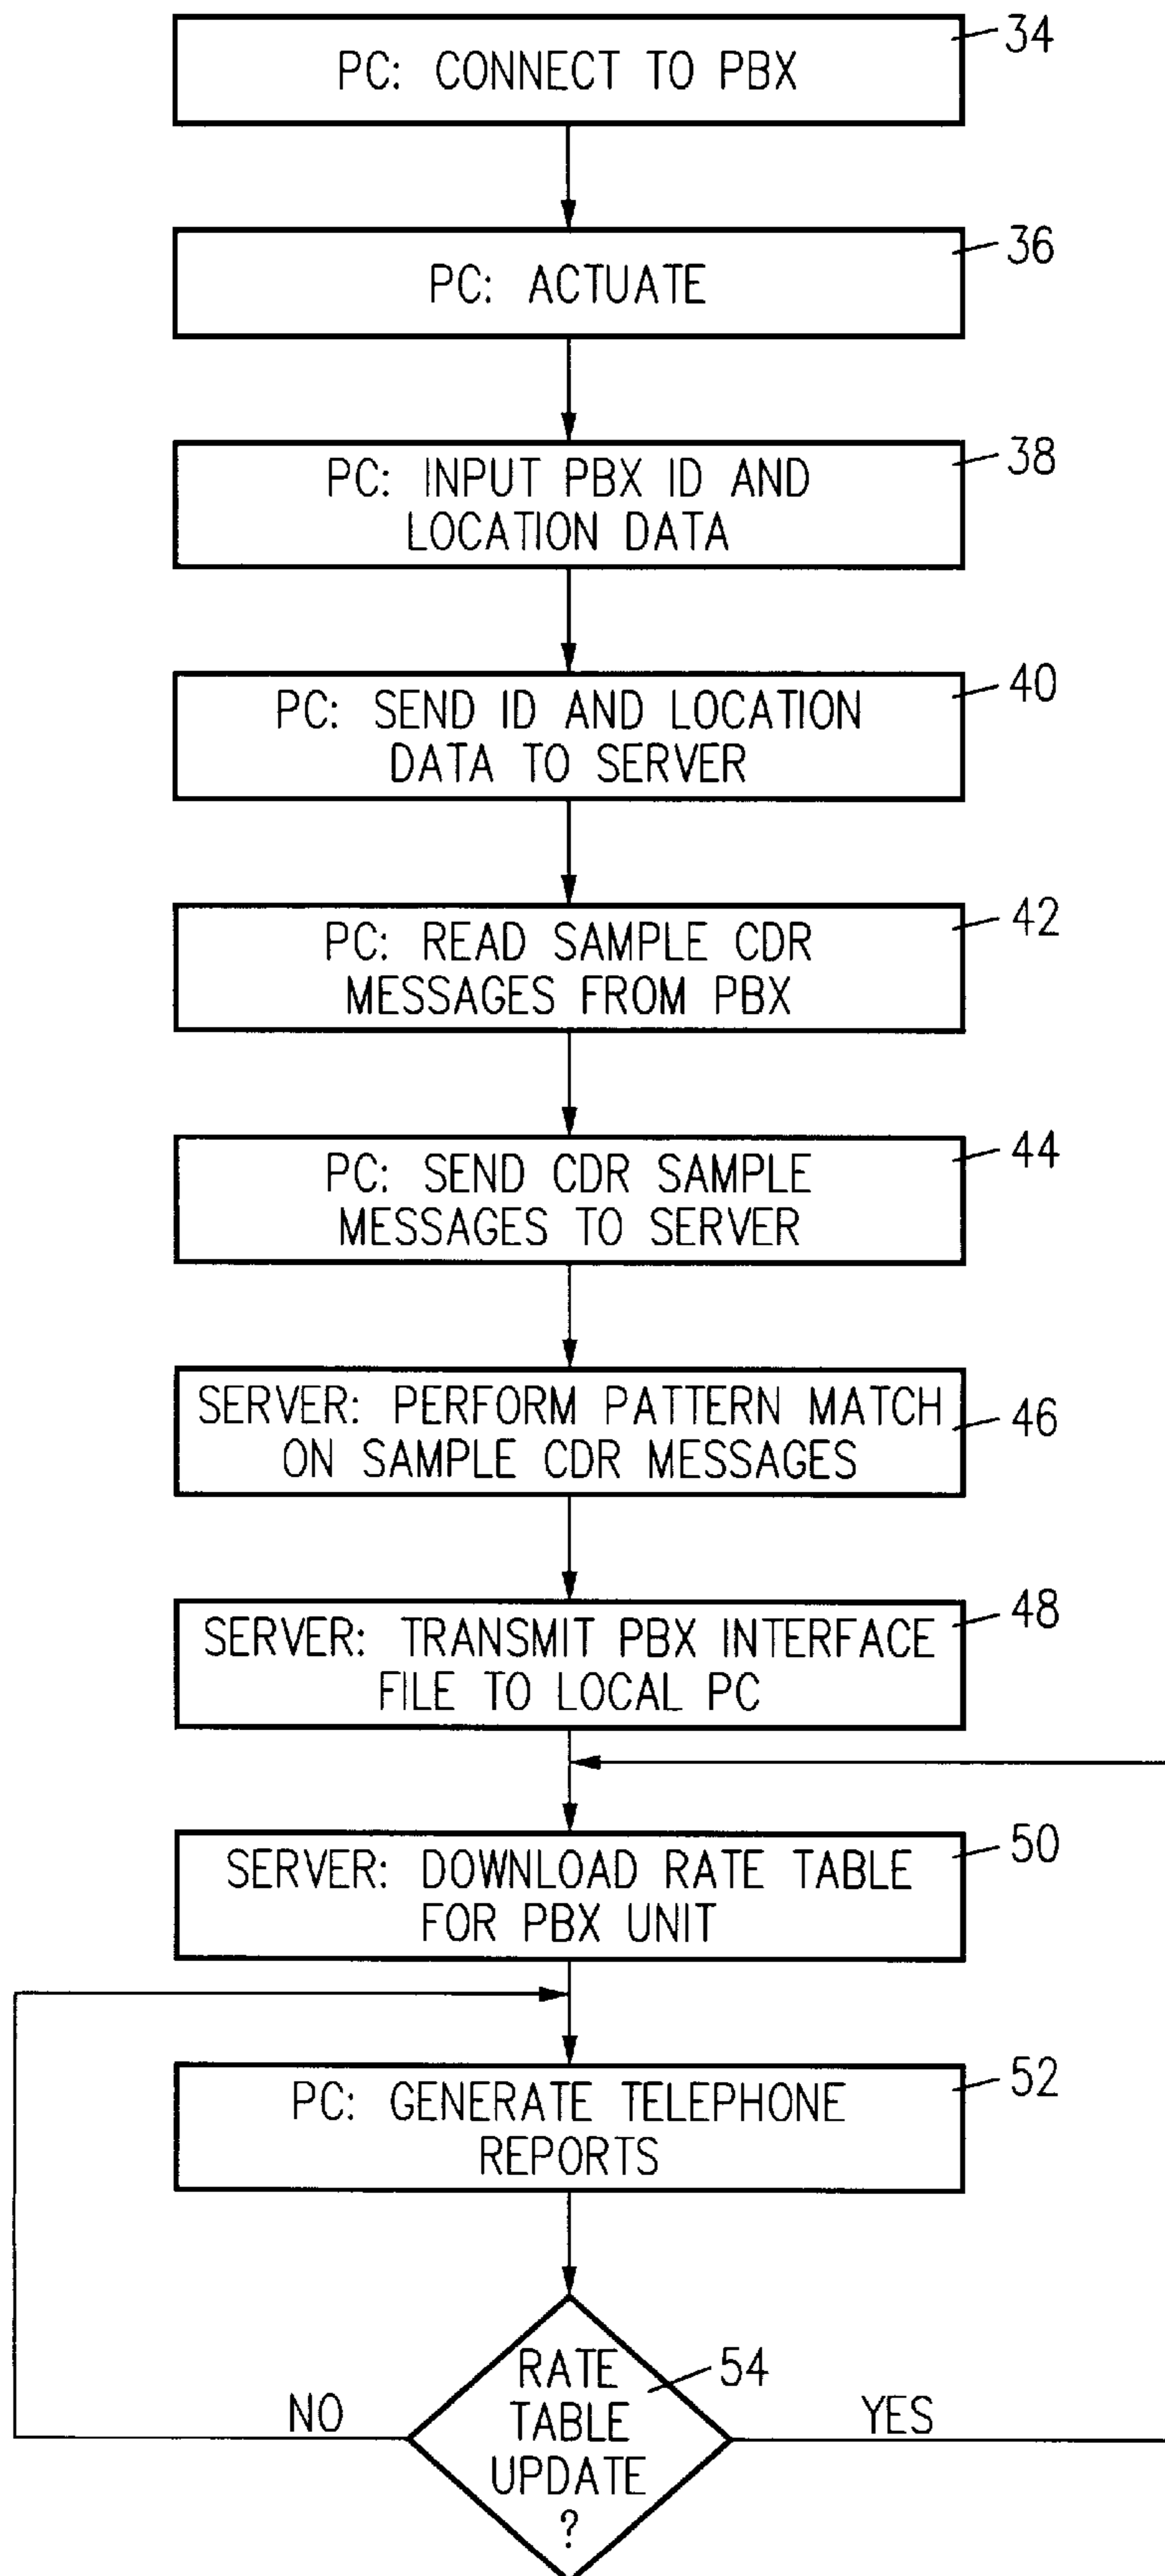 34
PC: CONNECT TO PBX
36
PC: ACTUATE
38
PC: INPUT PBX ID AND
LOCATION DATA
40
PC: SEND ID AND LOCATION
DATA TO SERVER
42
PC: READ SAMPLE CDR
MESSAGES FROM PBX
44
PC: SEND CDR SAMPLE
MESSAGES TO SERVER
SERVER: PERFORM PATTERN MATCH
46
ON SAMPLE CDR MESSAGES
48
SERVER: TRANSMIT PBX INTERFACE
FILE TO LOCAL PC
50
SERVER: DOWNLOAD RATE TABLE
FOR PBX UNIT
52
PC: GENERATE TELEPHONE
REPORTS
54
RATE
TABLE
UPDATE
?
NO
YES